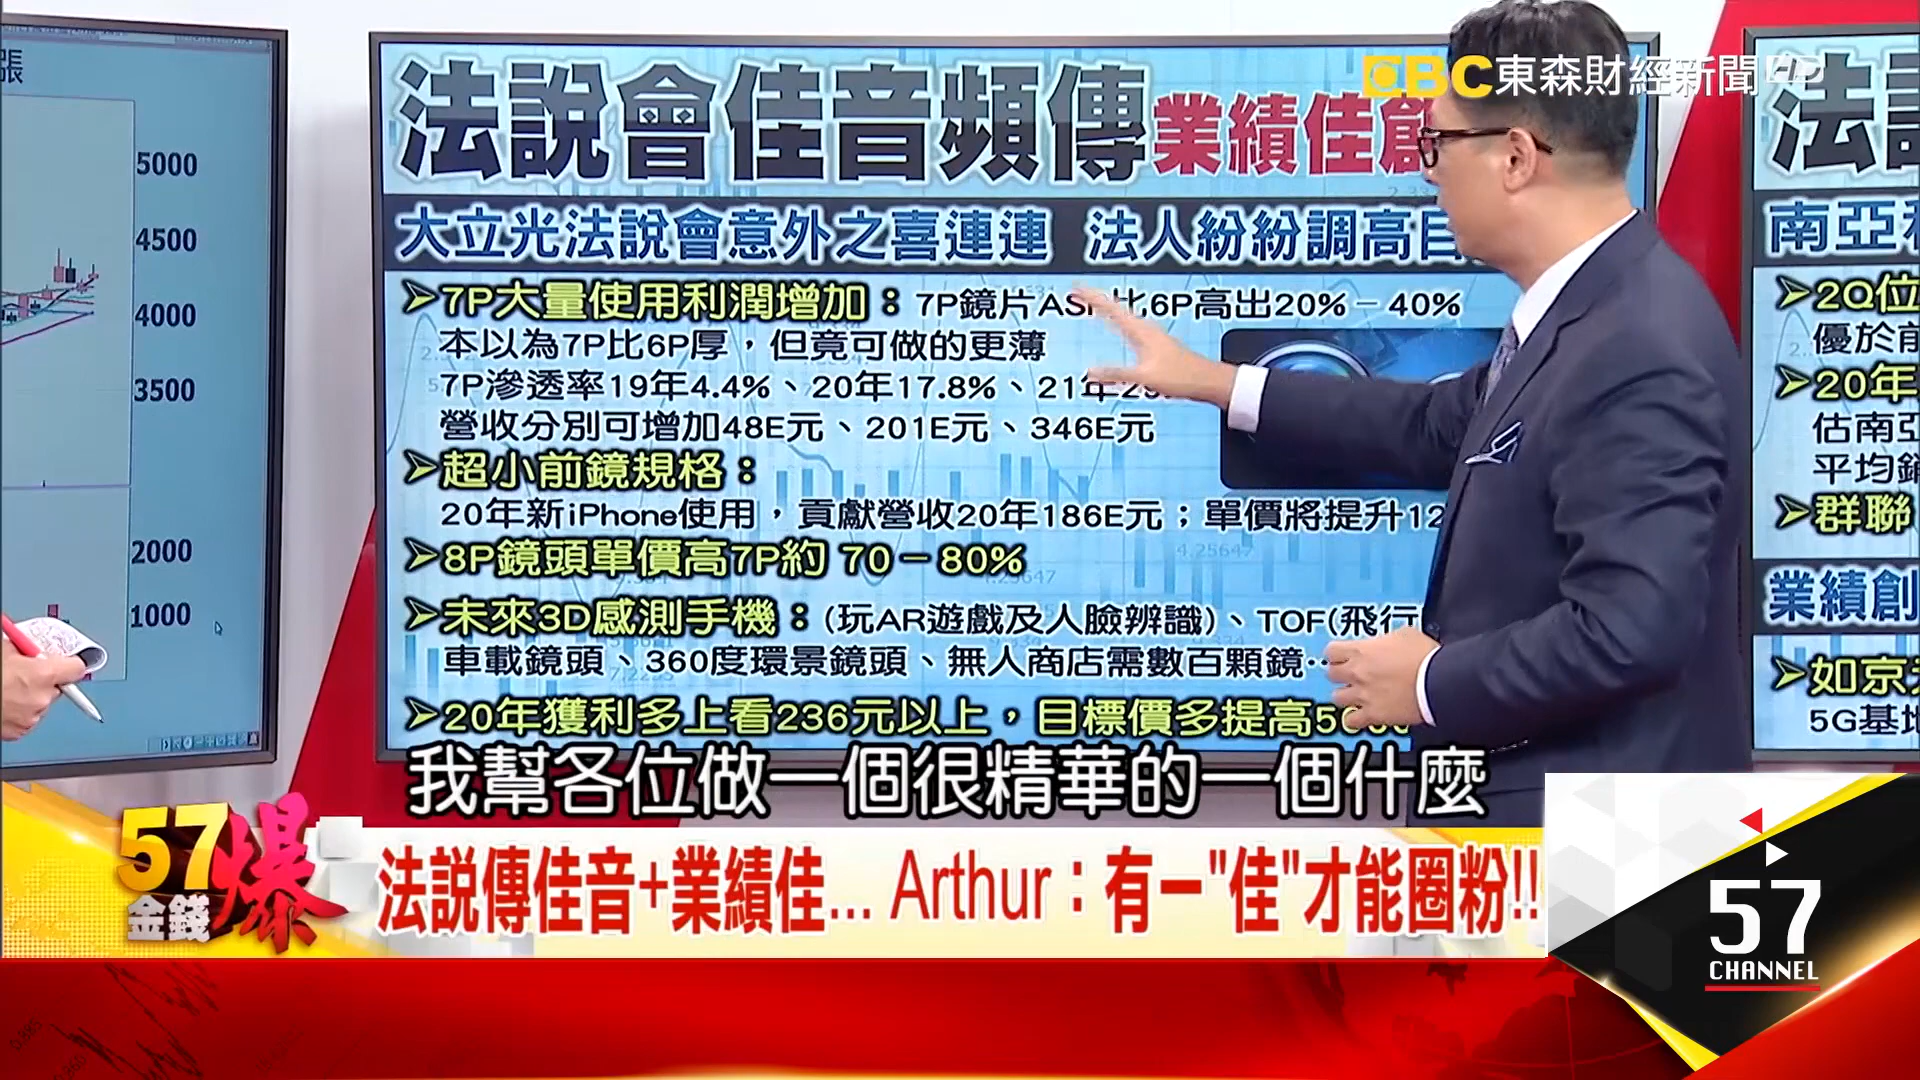 張
5000
4500
4000
3500
2000
1000
EBC東森財經新聞HD
法說會佳音頻傳 業績佳創
大立光法說會意外之喜連連 法人紛紛調高目
➢7P大量使用利潤增加：7P鏡片ASP比6P高出20%－40%
本以為7P比6P厚，但竟可做的更薄
7P滲透率19年4.4%、20年17.8%、21年
營收分別可增加48E元、201E元、346E元
➢超小前鏡規格：
20年新iPhone使用，貢獻營收20年186E元；單價將提升12
➢8P鏡頭單價高7P約 70－80%
➢未來3D感測手機：(玩AR遊戲及人臉辨識)、TOF(飛行
車載鏡頭、360度環景鏡頭、無人商店需數百顆鏡…
➢20年獲利多上看236元以上，目標價多提高5
法說
南亞科
➢2Q位
優於前
➢20年
估南亞
平均銷
➢群聯
業績創
➢如京元
5G基地
我幫各位做一個很精華的一個什麼
57金錢爆
法説傳佳音+業績佳... Arthur：有一"佳"才能圈粉!!
57
CHANNEL